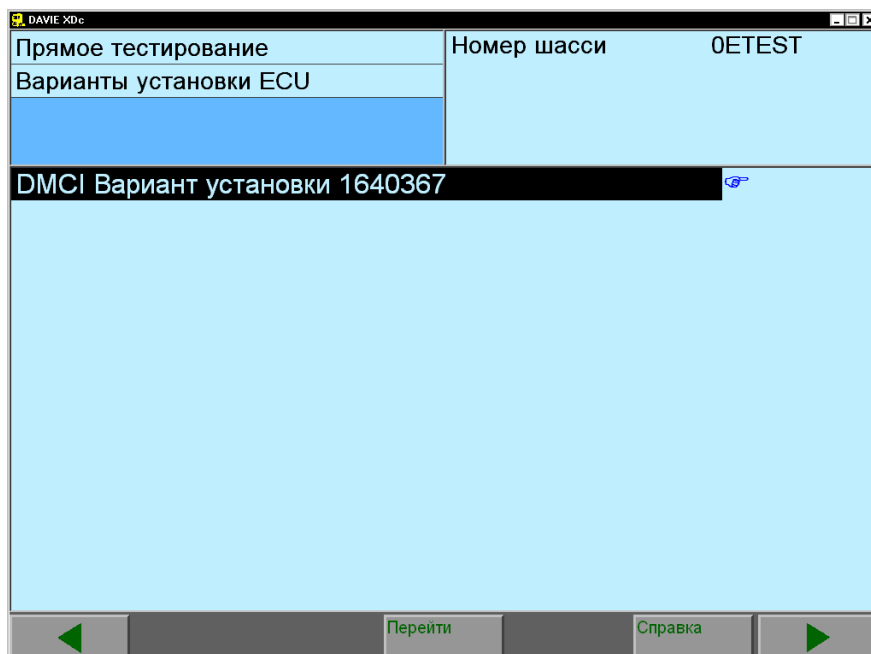 DAVIE XDc
Прямое тестирование
Варианты установки ECU
Номер шасси 0ETEST
DMCI Вариант установки 1640367
Перейти
Справка